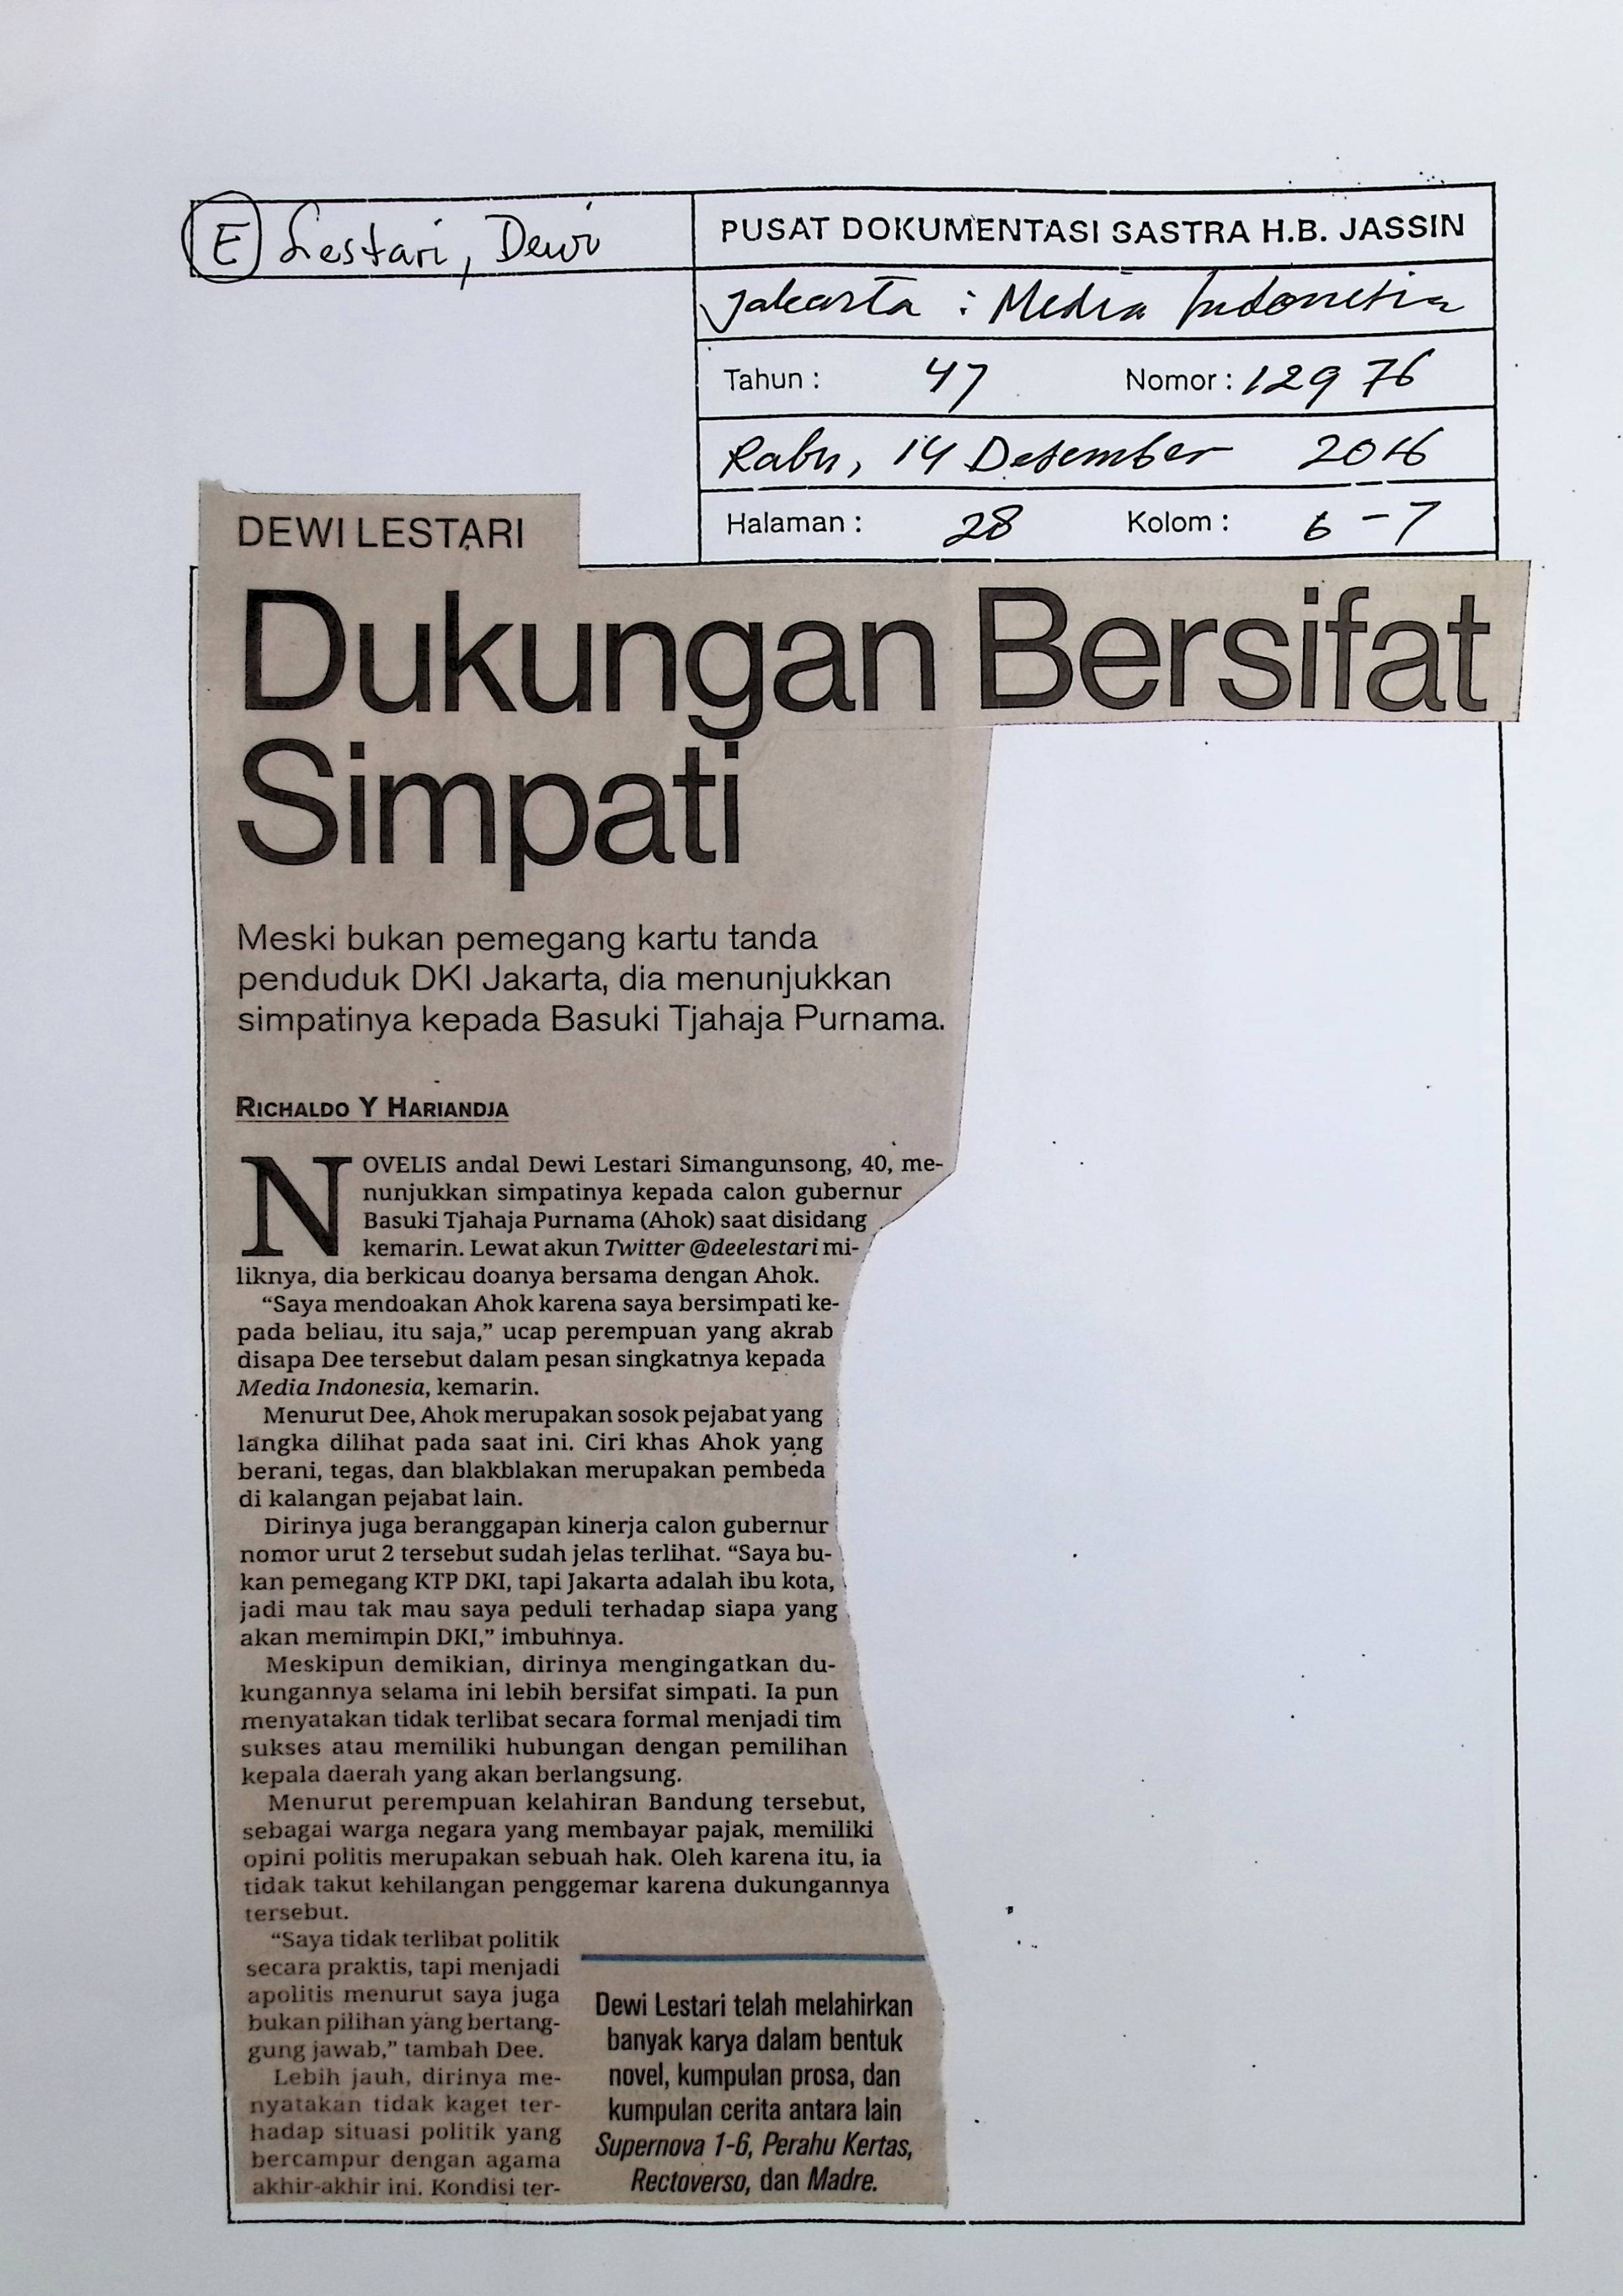 E Lestari, Dewi
PUSAT DOKUMENTASI SASTRA H.B. JASSIN
Jakarta : Media Indonesia
Tahun : 47 Nomor : 12976
Rabu, 14 Desember 2016
Halaman : 28 Kolom : 6 - 7
DEWI LESTARI
Dukungan Bersifat
Simpati
Meski bukan pemegang kartu tanda
penduduk DKI Jakarta, dia menunjukkan
simpatinya kepada Basuki Tjahaja Purnama.
RICHALDO Y HARIANDJA
NOVELIS andal Dewi Lestari Simangunsong, 40, me-
nunjukkan simpatinya kepada calon gubernur
Basuki Tjahaja Purnama (Ahok) saat disidang
kemarin. Lewat akun Twitter @deelestari mi-
liknya, dia berkicau doanya bersama dengan Ahok.
“Saya mendoakan Ahok karena saya bersimpati ke-
pada beliau, itu saja,” ucap perempuan yang akrab
disapa Dee tersebut dalam pesan singkatnya kepada
Media Indonesia, kemarin.
Menurut Dee, Ahok merupakan sosok pejabat yang
langka dilihat pada saat ini. Ciri khas Ahok yang
berani, tegas, dan blakblakan merupakan pembeda
di kalangan pejabat lain.
Dirinya juga beranggapan kinerja calon gubernur
nomor urut 2 tersebut sudah jelas terlihat. “Saya bu-
kan pemegang KTP DKI, tapi Jakarta adalah ibu kota,
jadi mau tak mau saya peduli terhadap siapa yang
akan memimpin DKI,” imbuhnya.
Meskipun demikian, dirinya mengingatkan du-
kungannya selama ini lebih bersifat simpati. Ia pun
menyatakan tidak terlibat secara formal menjadi tim
sukses atau memiliki hubungan dengan pemilihan
kepala daerah yang akan berlangsung.
Menurut perempuan kelahiran Bandung tersebut,
sebagai warga negara yang membayar pajak, memiliki
opini politis merupakan sebuah hak. Oleh karena itu, ia
tidak takut kehilangan penggemar karena dukungannya
tersebut.
“Saya tidak terlibat politik
secara praktis, tapi menjadi
apolitis menurut saya juga
bukan pilihan yang bertang-
gung jawab,” tambah Dee.
Lebih jauh, dirinya me-
nyatakan tidak kaget ter-
hadap situasi politik yang
bercampur dengan agama
akhir-akhir ini. Kondisi ter-
Dewi Lestari telah melahirkan
banyak karya dalam bentuk
novel, kumpulan prosa, dan
kumpulan cerita antara lain
Supernova 1-6, Perahu Kertas,
Rectoverso, dan Madre.